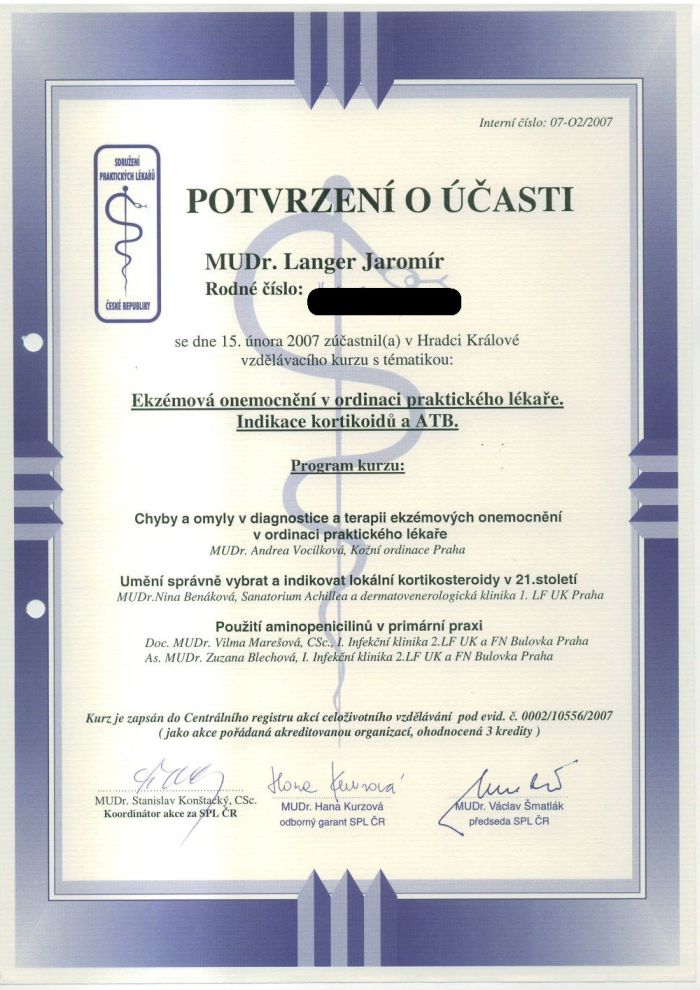 Interní číslo: 07-O2/2007
SDRUŽENÍ
PRAKTICKÝCH LÉKAŘŮ
ČESKÉ REPUBLIKY
POTVRZENÍ O ÚČASTI
MUDr. Langer Jaromír
Rodné číslo:
se dne 15. února 2007 zúčastnil(a) v Hradci Králové
vzdělávacího kurzu s tématikou:
Ekzémová onemocnění v ordinaci praktického lékaře.
Indikace kortikoidů a ATB.
Program kurzu:
Chyby a omyly v diagnostice a terapii ekzémových onemocnění
v ordinaci praktického lékaře
MUDr. Andrea Vocilková, Kožní ordinace Praha
Umění správně vybrat a indikovat lokální kortikosteroidy v 21.století
MUDr.Nina Benáková, Sanatorium Achillea a dermatovenerologická klinika 1. LF UK Praha
Použití aminopenicilinů v primární praxi
Doc. MUDr. Vilma Marešová, CSc., I. Infekční klinika 2.LF UK a FN Bulovka Praha
As. MUDr. Zuzana Blechová, I. Infekční klinika 2.LF UK a FN Bulovka Praha
Kurz je zapsán do Centrálního registru akcí celoživotního vzdělávání pod evid. č. 0002/10556/2007
( jako akce pořádaná akreditovanou organizací, ohodnocená 3 kredity )
Hana Kurzová
MUDr. Stanislav Konštacký, CSc.
Koordinátor akce za SPL ČR
MUDr. Hana Kurzová
odborný garant SPL ČR
MUDr. Václav Šmatlák
předseda SPL ČR